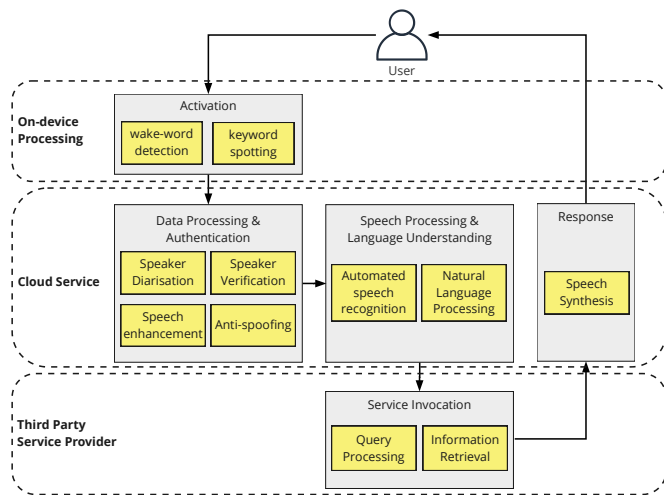 User
On-device
Processing
Activation
wake-word
detection
keyword
spotting
Cloud Service
Data Processing &
Authentication
Speaker
Diarisation
Speaker
Verification
Speech
enhancement
Anti-spoofing
Speech Processing &
Language Understanding
Automated
speech
recognition
Natural
Language
Processing
Response
Speech
Synthesis
Third Party
Service Provider
Service Invocation
Query
Processing
Information
Retrieval